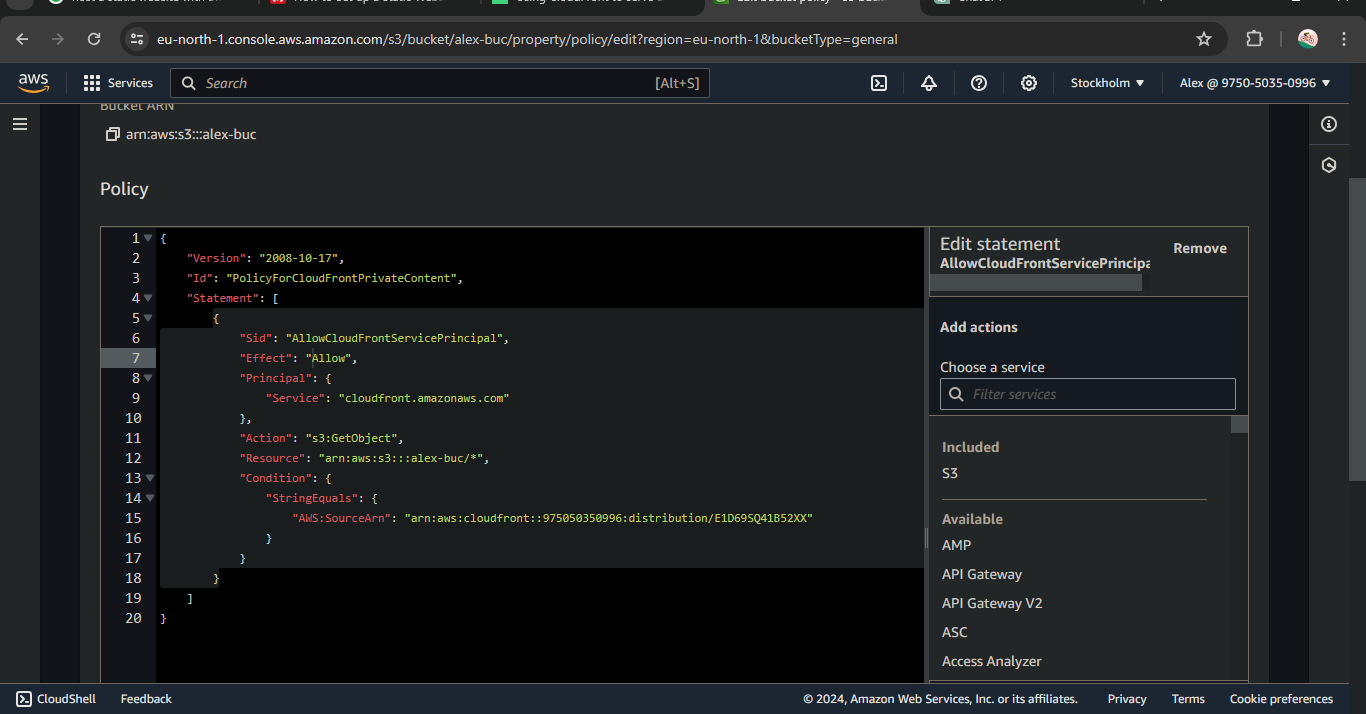 eu-north-1.console.aws.amazon.com/s3/bucket/alex-buc/property/policy/edit?region=eu-north-1&bucketType=general
aws
Services
Search
[Alt+S]
Stockholm
Alex @ 9750-5035-0996
Bucket ARN
arn:aws:s3:::alex-buc
Policy
1 {
2 "Version": "2008-10-17",
3 "Id": "PolicyForCloudFrontPrivateContent",
4 "Statement": [
5 {
6 "Sid": "AllowCloudFrontServicePrincipal",
7 "Effect": "Allow",
8 "Principal": {
9 "Service": "cloudfront.amazonaws.com"
10 },
11 "Action": "s3:GetObject",
12 "Resource": "arn:aws:s3:::alex-buc/*",
13 "Condition": {
14 "StringEquals": {
15 "AWS:SourceArn": "arn:aws:cloudfront::975050350996:distribution/E1D69SQ41B52XX"
16 }
17 }
18 }
19 ]
20 }
Edit statement
AllowCloudFrontServicePrincipa
Remove
Add actions
Choose a service
Filter services
Included
S3
Available
AMP
API Gateway
API Gateway V2
ASC
Access Analyzer
CloudShell
Feedback
© 2024, Amazon Web Services, Inc. or its affiliates.
Privacy
Terms
Cookie preferences